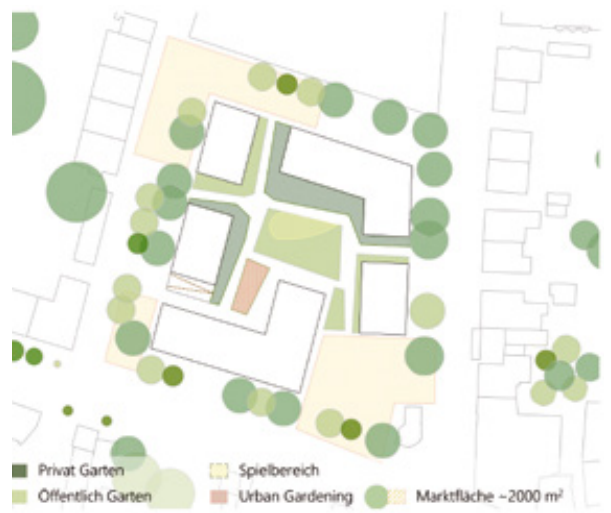 Privat Garten
Spielbereich
Öffentlich Garten
Urban Gardening
Marktfläche ~2000 m²